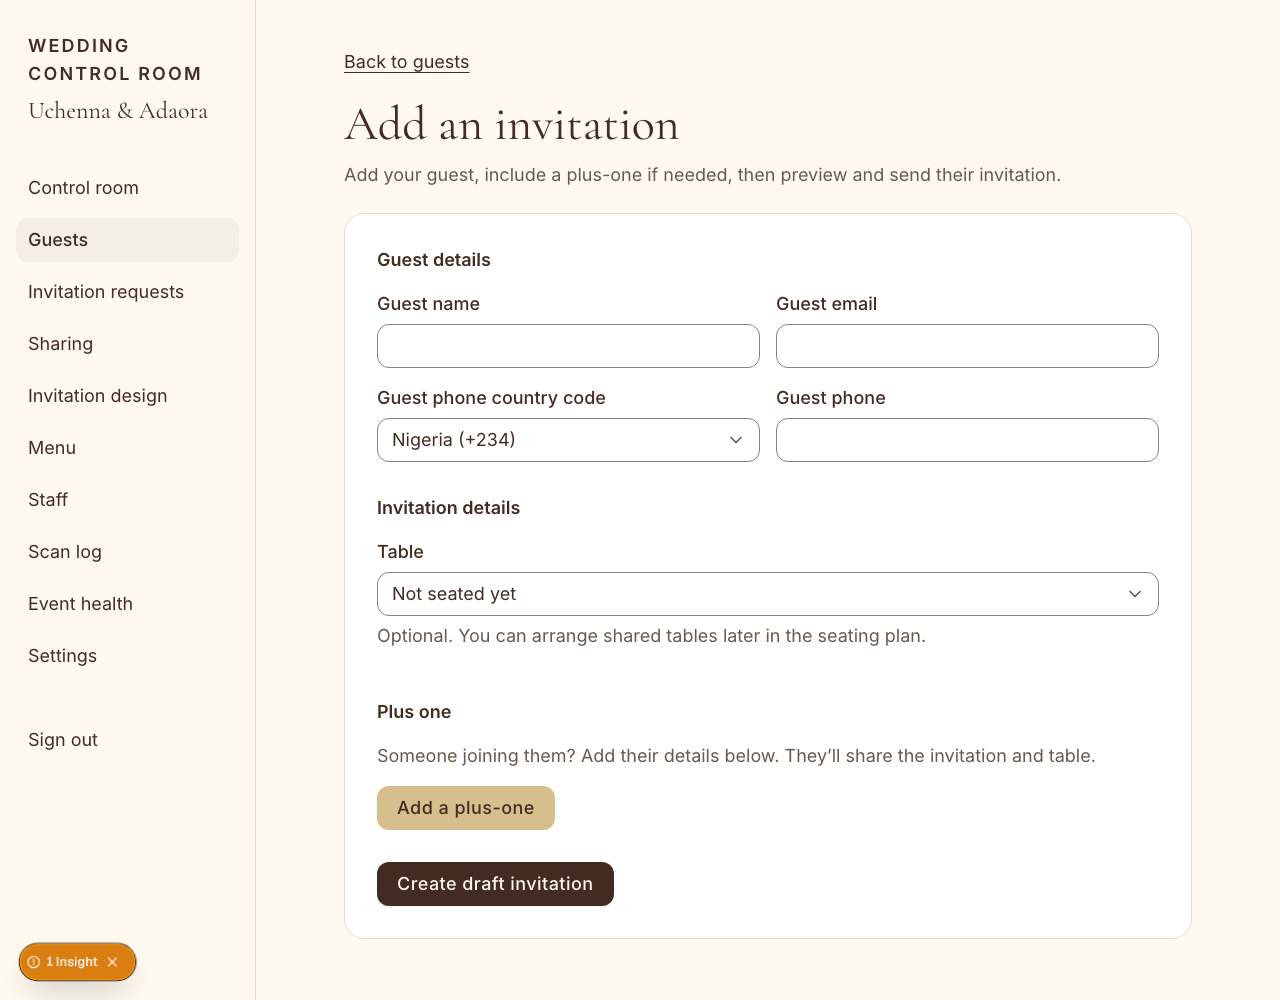 WEDDING
CONTROL ROOM
Uchenna & Adaora
Control room
Guests
Invitation requests
Sharing
Invitation design
Menu
Staff
Scan log
Event health
Settings
Sign out
1 Insight
Back to guests
Add an invitation
Add your guest, include a plus-one if needed, then preview and send their invitation.
Guest details
Guest name
Guest email
Guest phone country code
Guest phone
Nigeria (+234)
Invitation details
Table
Not seated yet
Optional. You can arrange shared tables later in the seating plan.
Plus one
Someone joining them? Add their details below. They’ll share the invitation and table.
Add a plus-one
Create draft invitation